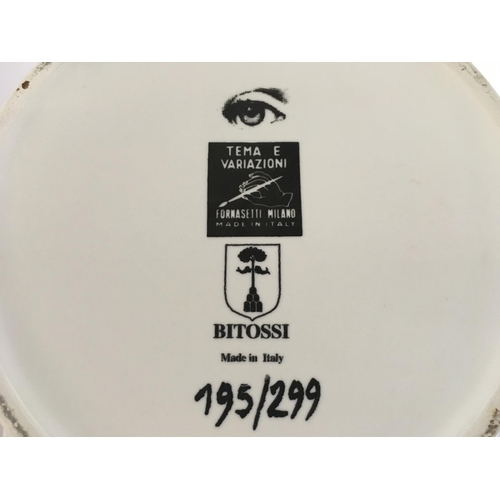 TEMA E
VARIAZIONI
FORNASETTI MILANO
MADE IN ITALY
BITOSSI
Made in Italy
195/299